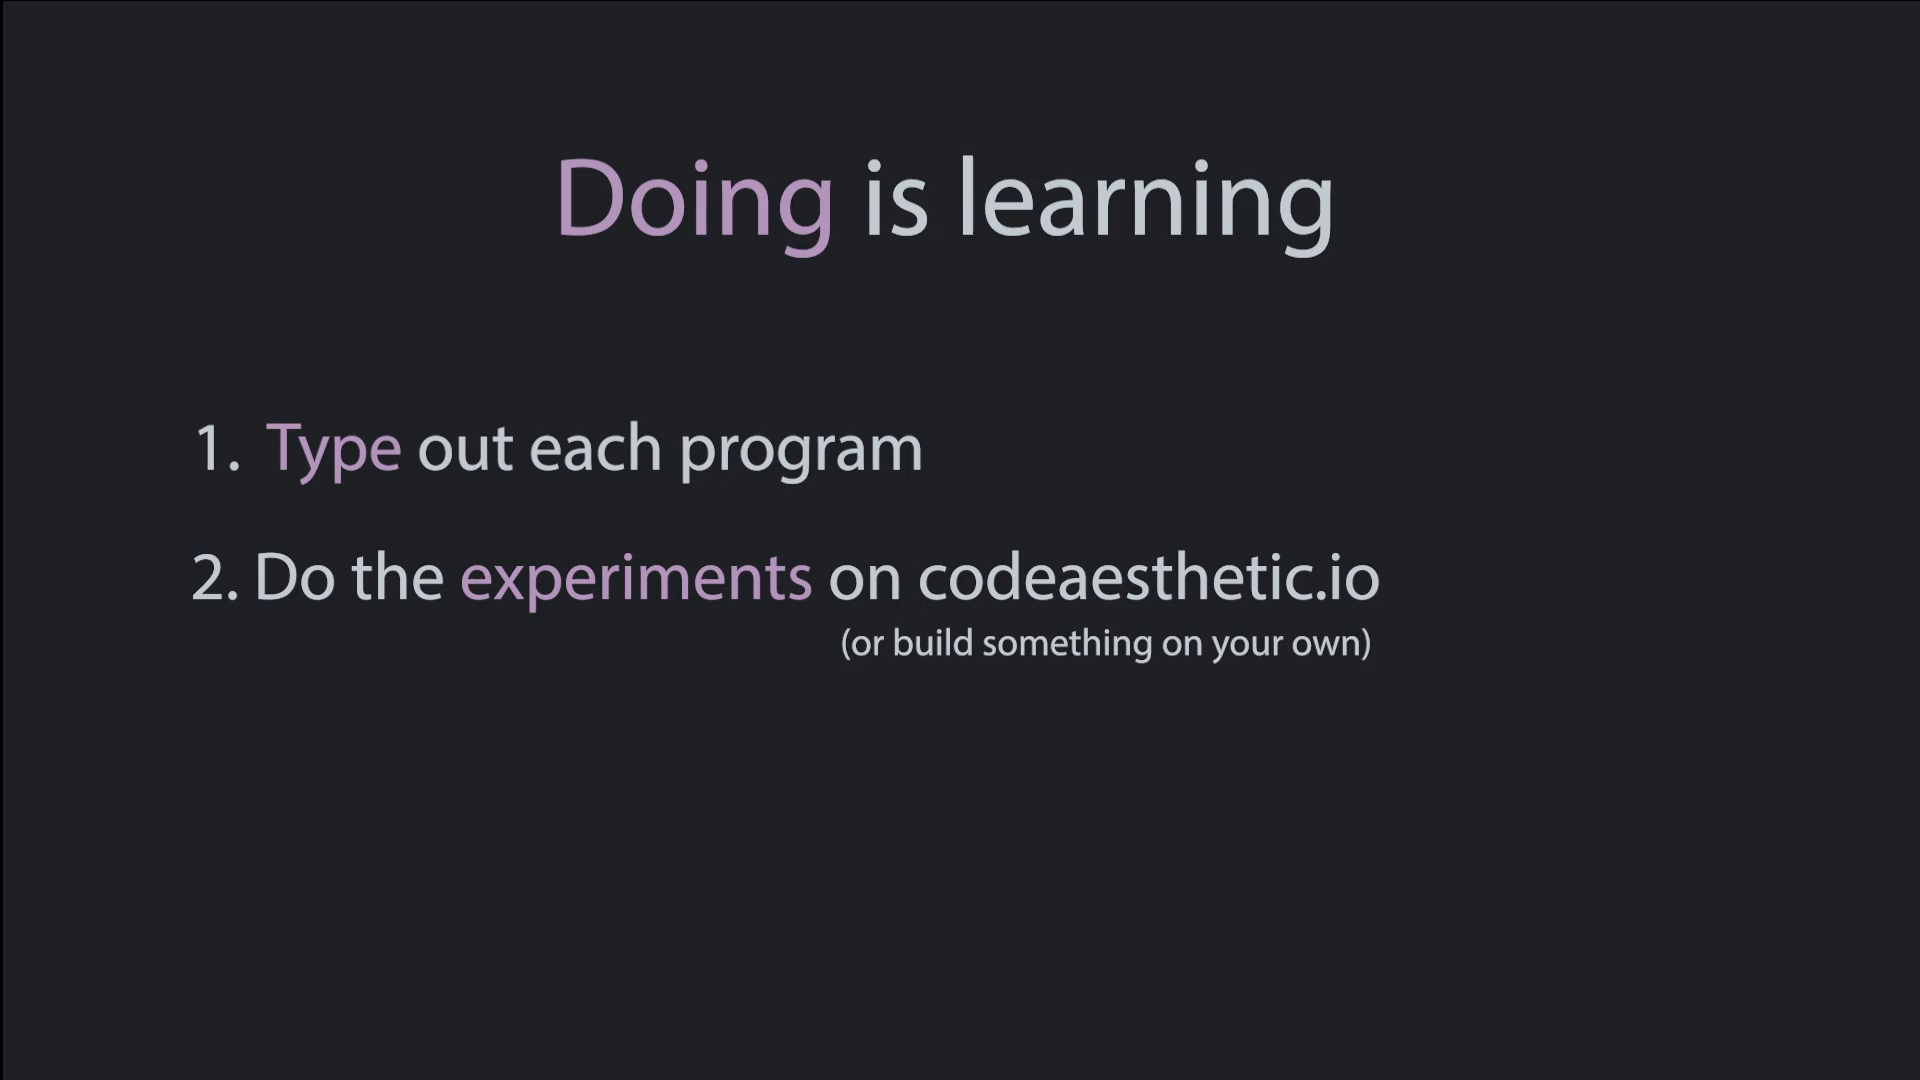 Doing is learning
1. Type out each program
2. Do the experiments on codeaesthetic.io
(or build something on your own)